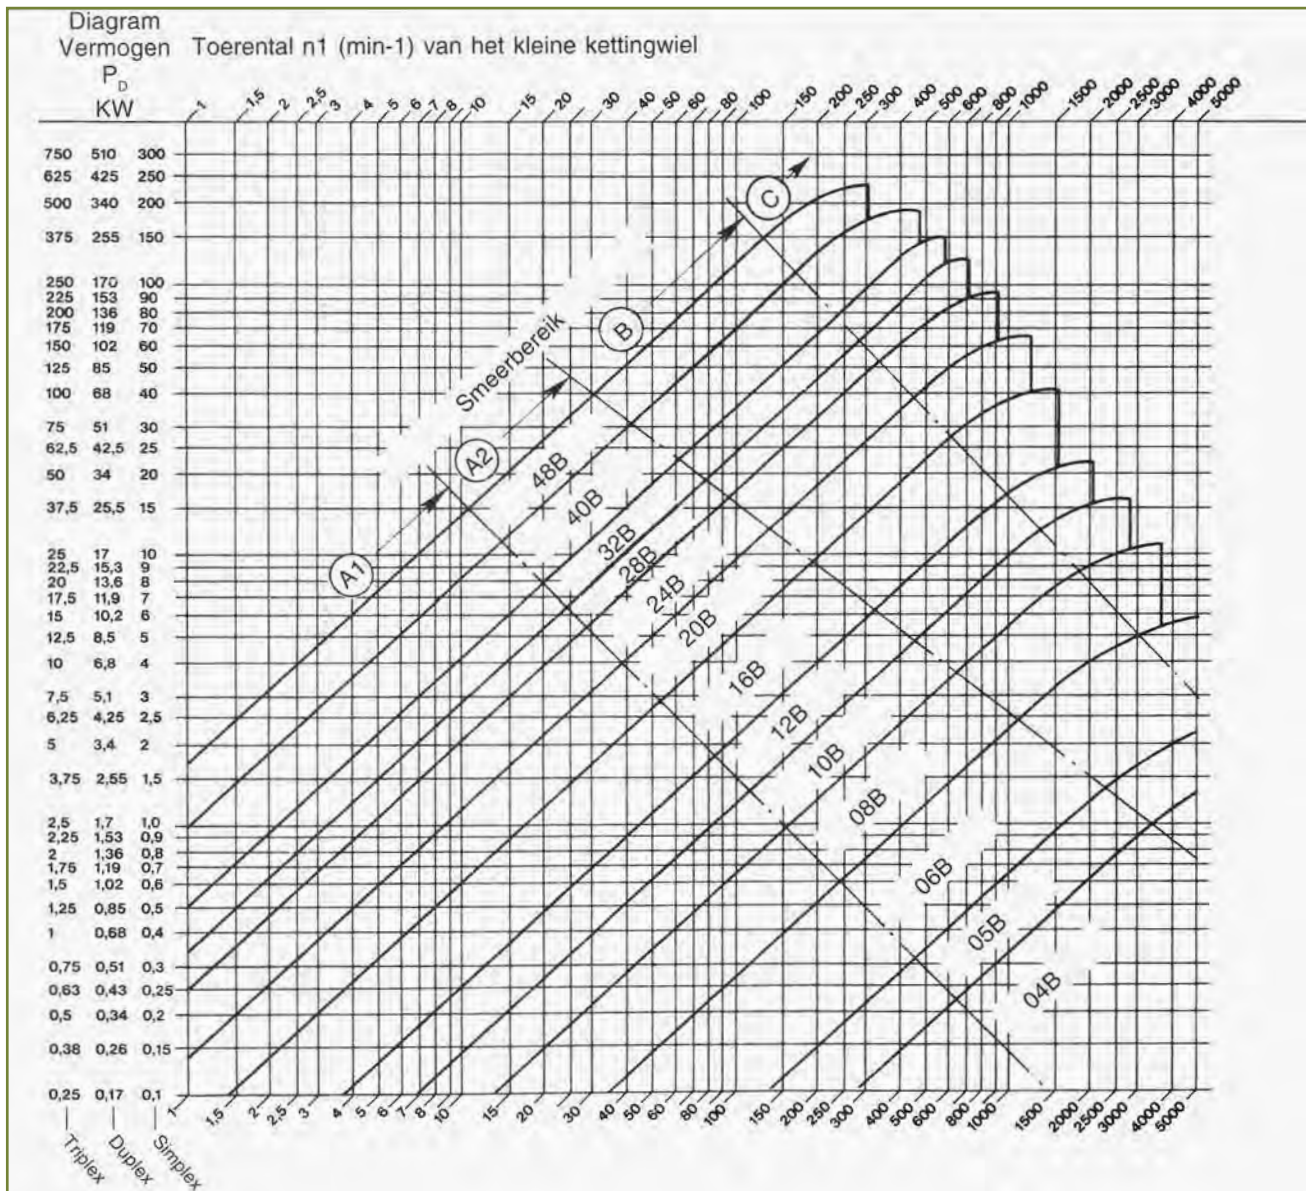 Diagram
Vermogen Toerental n1 (min-1) van het kleine kettingwiel
P_D
KW
1 1,5 2 2,5 3 4 5 6 7 8 10 15 20 30 40 50 60 80 100 150 200 250 300 400 500 600 800 1000 1500 2000 2500 3000 4000 5000
750 510 300
625 425 250
500 340 200
375 255 150
250 170 100
225 153 90
200 136 80
175 119 70
150 102 60
125 85 50
100 68 40
75 51 30
62,5 42,5 25
50 34 20
37,5 25,5 15
25 17 10
22,5 15,3 9
20 13,6 8
17,5 11,9 7
15 10,2 6
12,5 8,5 5
10 6,8 4
7,5 5,1 3
6,25 4,25 2,5
5 3,4 2
3,75 2,55 1,5
2,5 1,7 1,0
2,25 1,53 0,9
2 1,36 0,8
1,75 1,19 0,7
1,5 1,02 0,6
1,25 0,85 0,5
1 0,68 0,4
0,75 0,51 0,3
0,63 0,43 0,25
0,5 0,34 0,2
0,38 0,26 0,15
0,25 0,17 0,1
Triplex Duplex Simplex
C
B
Smeerbereik
A2
A1
48B
40B
32B
28B
24B
20B
16B
12B
10B
08B
06B
05B
04B
1 1,5 2 2,5 3 4 5 6 7 8 10 15 20 30 40 50 60 80 100 150 200 250 300 400 500 600 800 1000 1500 2000 2500 3000 4000 5000